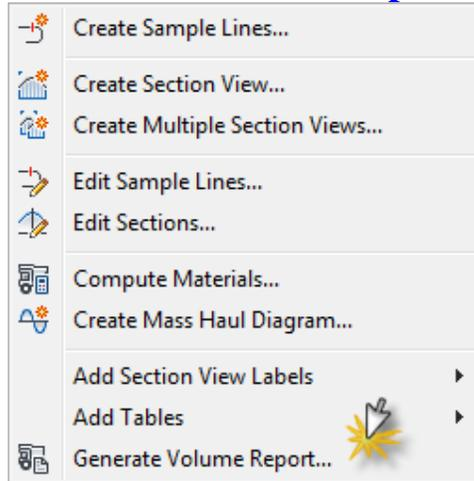 Create Sample Lines...
Create Section View...
Create Multiple Section Views...
Edit Sample Lines...
Edit Sections...
Compute Materials...
Create Mass Haul Diagram...
Add Section View Labels
Add Tables
Generate Volume Report...